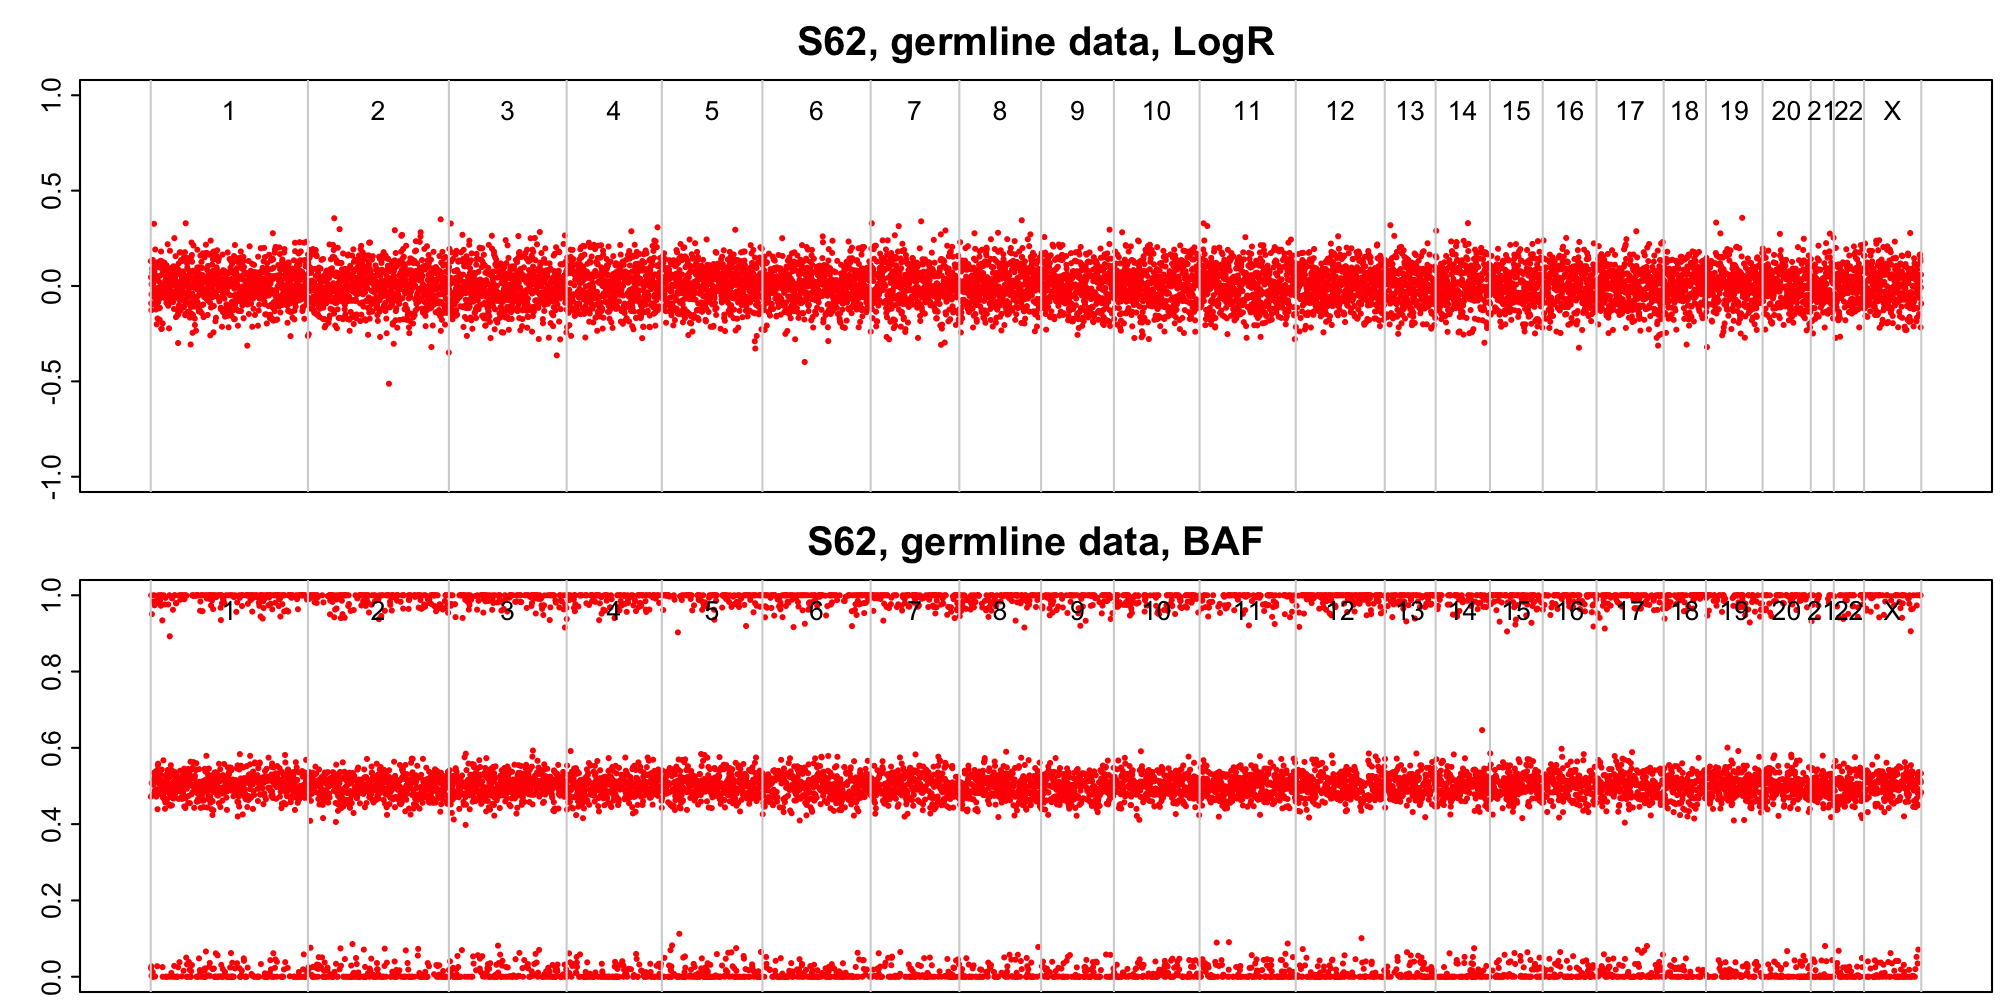 S62, germline data, LogR
1.0
0.5
0.0
-0.5
-1.0
1 2 3 4 5 6 7 8 9 10 11 12 13 14 15 16 17 18 19 20 21 22 X
S62, germline data, BAF
1.0
0.8
0.6
0.4
0.2
0.0
1 2 3 4 5 6 7 8 9 10 11 12 13 14 15 16 17 18 19 20 21 22 X